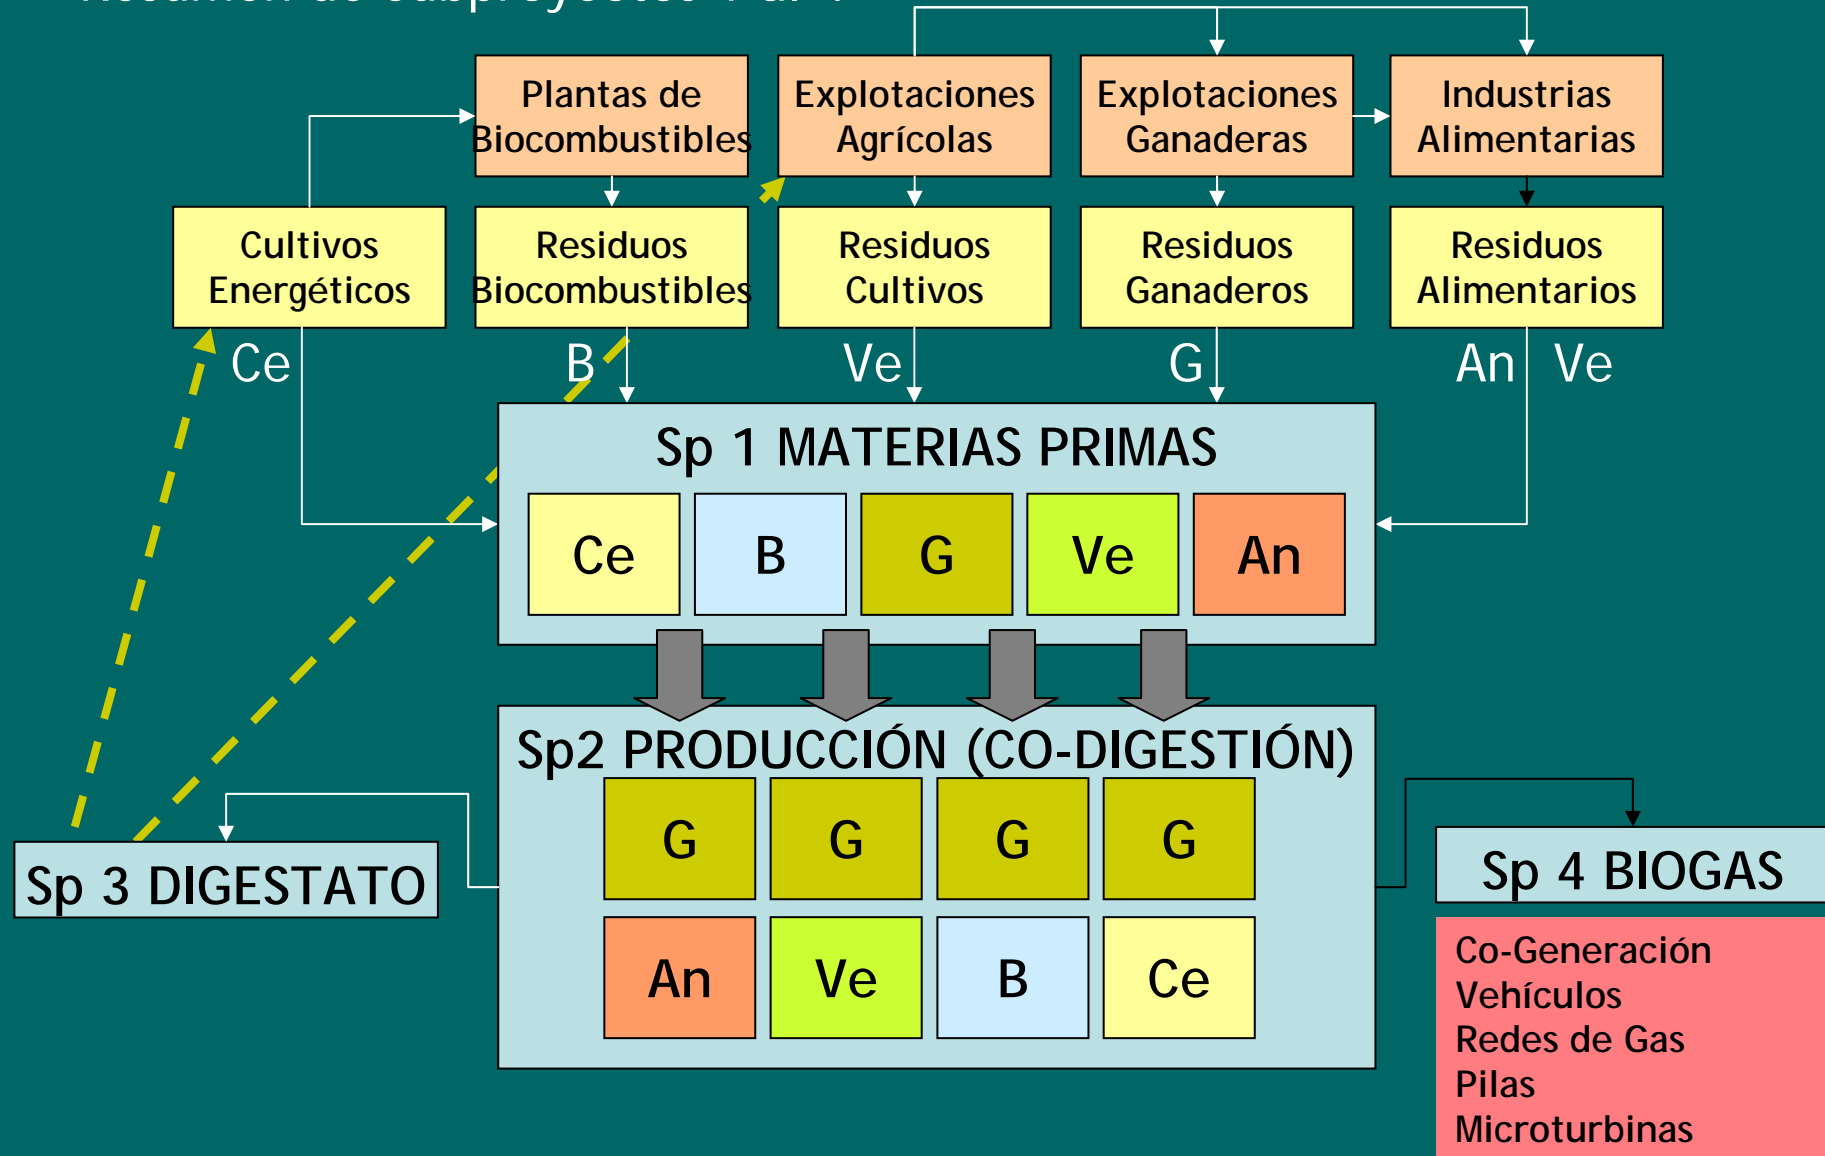 Plantas de
Biocombustibles
Explotaciones
Agrícolas
Explotaciones
Ganaderas
Industrias
Alimentarias
Cultivos
Energéticos
Residuos
Biocombustibles
Residuos
Cultivos
Residuos
Ganaderos
Residuos
Alimentarios
Ce
B
Ve
G
An
Ve
Sp 1 MATERIAS PRIMAS
Ce
B
G
Ve
An
Sp2 PRODUCCIÓN (CO-DIGESTIÓN)
G
G
G
G
An
Ve
B
Ce
Sp 3 DIGESTATO
Sp 4 BIOGAS
Co-Generación
Vehículos
Redes de Gas
Pilas
Microturbinas